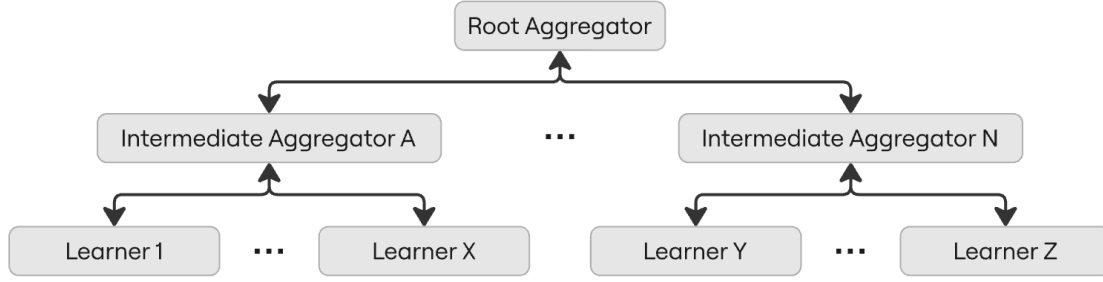 Root Aggregator
Intermediate Aggregator A
...
Intermediate Aggregator N
Learner 1
...
Learner X
Learner Y
...
Learner Z